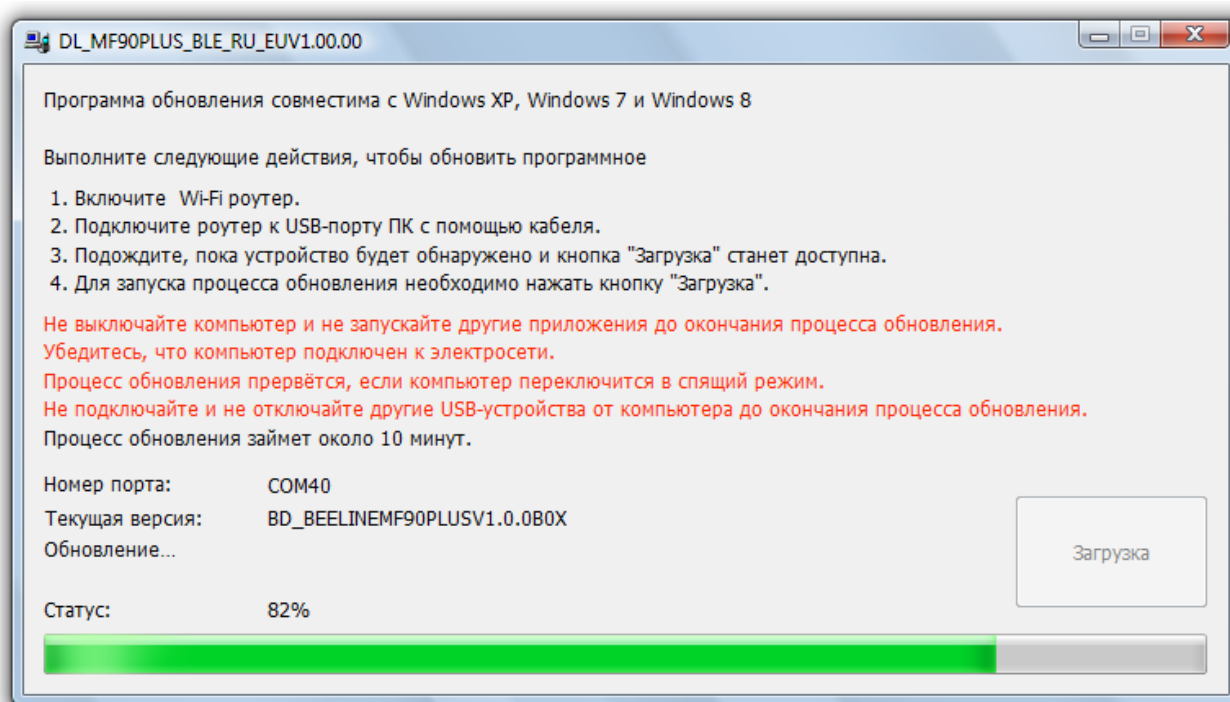 DL_MF90PLUS_BLE_RU_EUV1.00.00
Программа обновления совместима с Windows XP, Windows 7 и Windows 8
Выполните следующие действия, чтобы обновить программное
1. Включите Wi-Fi роутер.
2. Подключите роутер к USB-порту ПК с помощью кабеля.
3. Подождите, пока устройство будет обнаружено и кнопка "Загрузка" станет доступна.
4. Для запуска процесса обновления необходимо нажать кнопку "Загрузка".
Не выключайте компьютер и не запускайте другие приложения до окончания процесса обновления.
Убедитесь, что компьютер подключен к электросети.
Процесс обновления прервётся, если компьютер переключится в спящий режим.
Не подключайте и не отключайте другие USB-устройства от компьютера до окончания процесса обновления.
Процесс обновления займет около 10 минут.
Номер порта: COM40
Текущая версия: BD_BEELINEMF90PLUSV1.0.0B0X
Обновление...
Загрузка
Статус: 82%